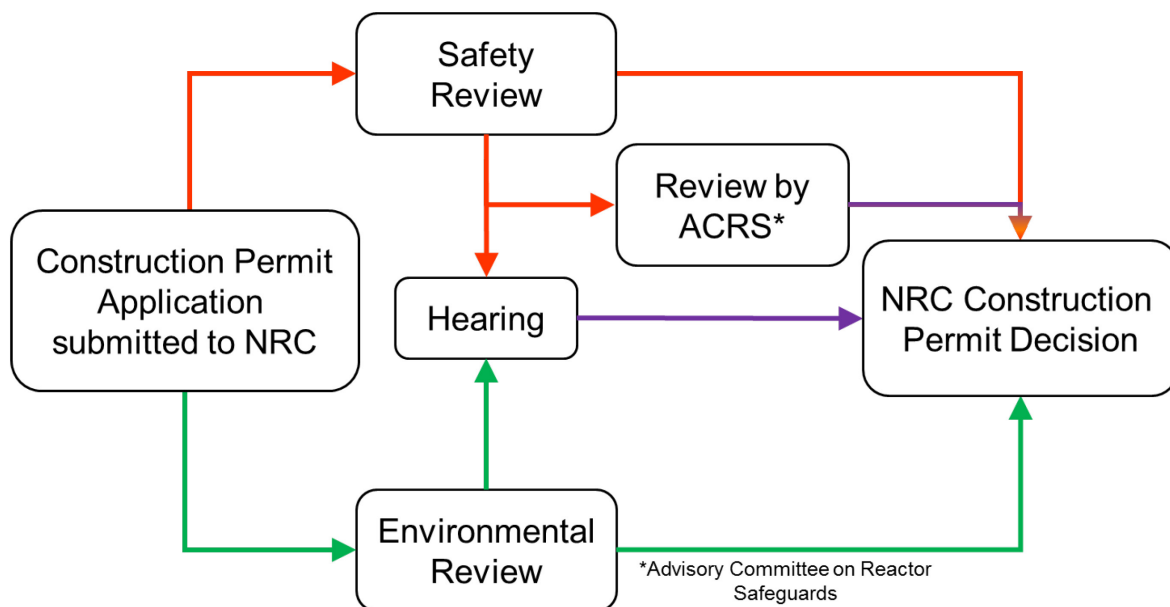 Safety
Review
Review by
ACRS*
Construction Permit
Application
submitted to NRC
Hearing
NRC Construction
Permit Decision
Environmental
Review
*Advisory Committee on Reactor
Safeguards